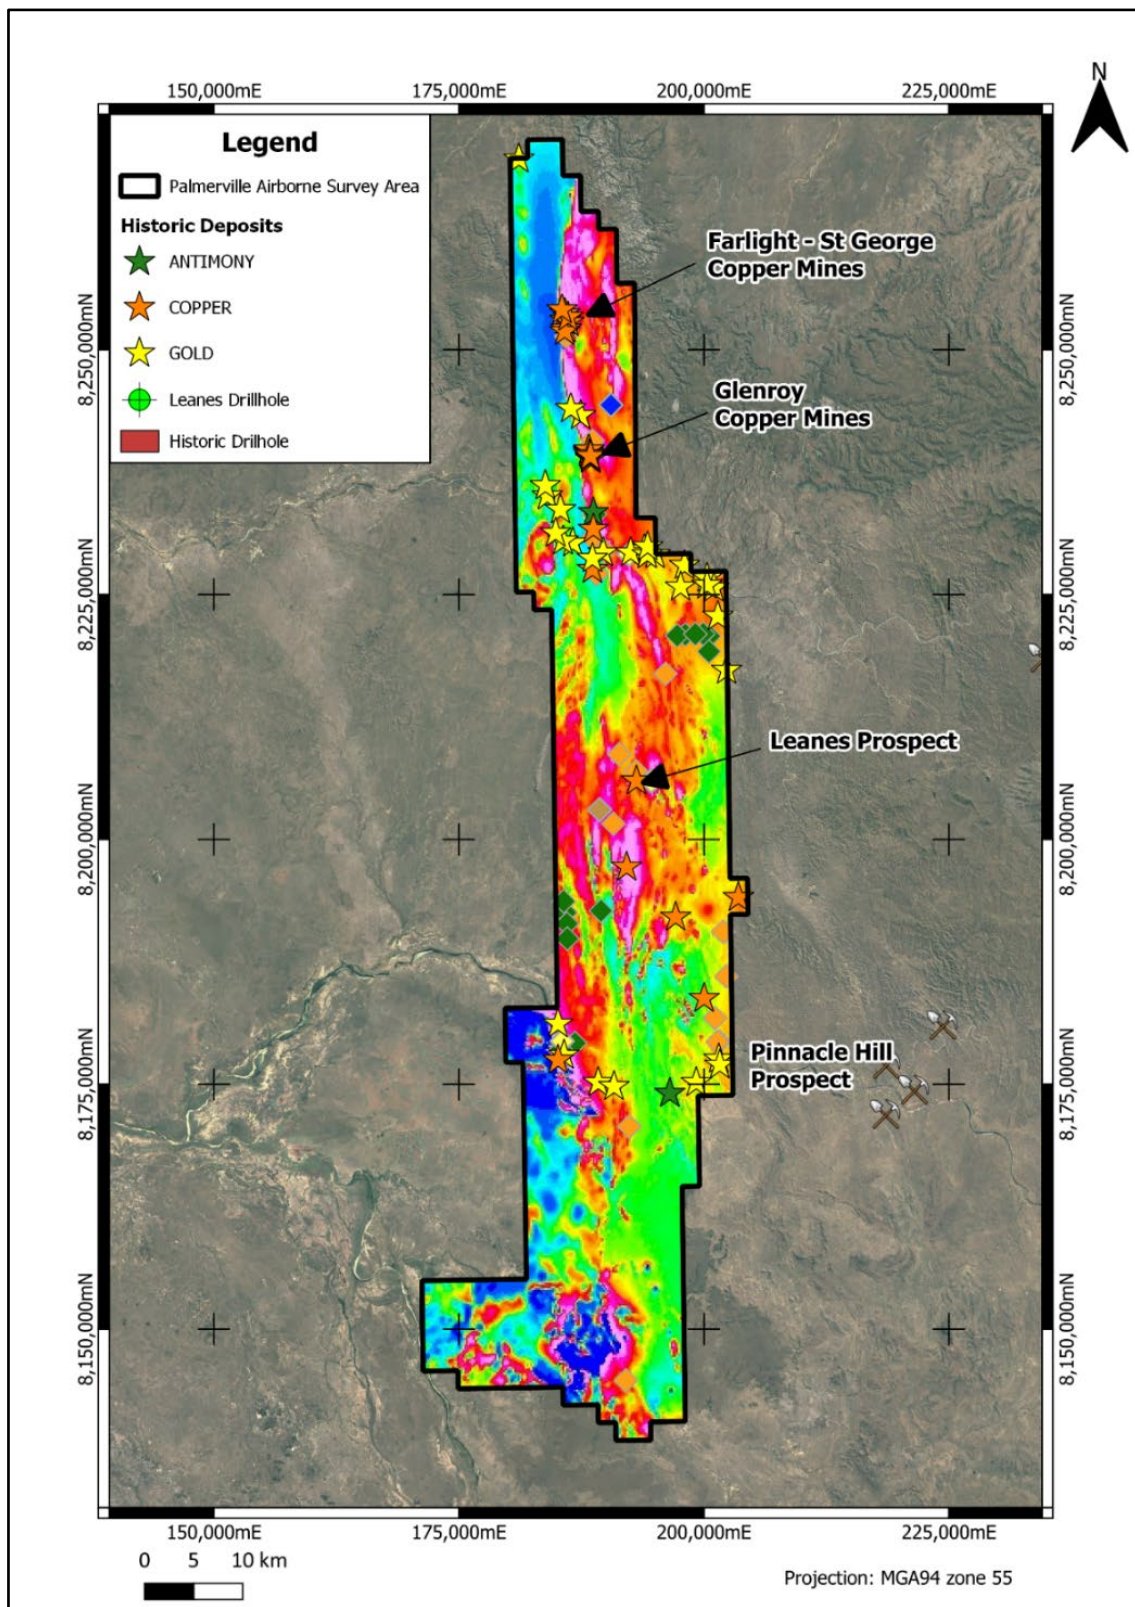 N
150,000mE 175,000mE 200,000mE 225,000mE
Legend
Palmerville Airborne Survey Area
Historic Deposits
ANTIMONY
COPPER
GOLD
Leanes Drillhole
Historic Drilhole
Farlight - St George
Copper Mines
Glenroy
Copper Mines
Leanes Prospect
Pinnacle Hill
Prospect
8,250,000mN
8,225,000mN
8,200,000mN
8,175,000mN
8,150,000mN
8,250,000mN
8,225,000mN
8,200,000mN
8,175,000mN
8,150,000mN
150,000mE 175,000mE 200,000mE 225,000mE
0 5 10 km
Projection: MGA94 zone 55